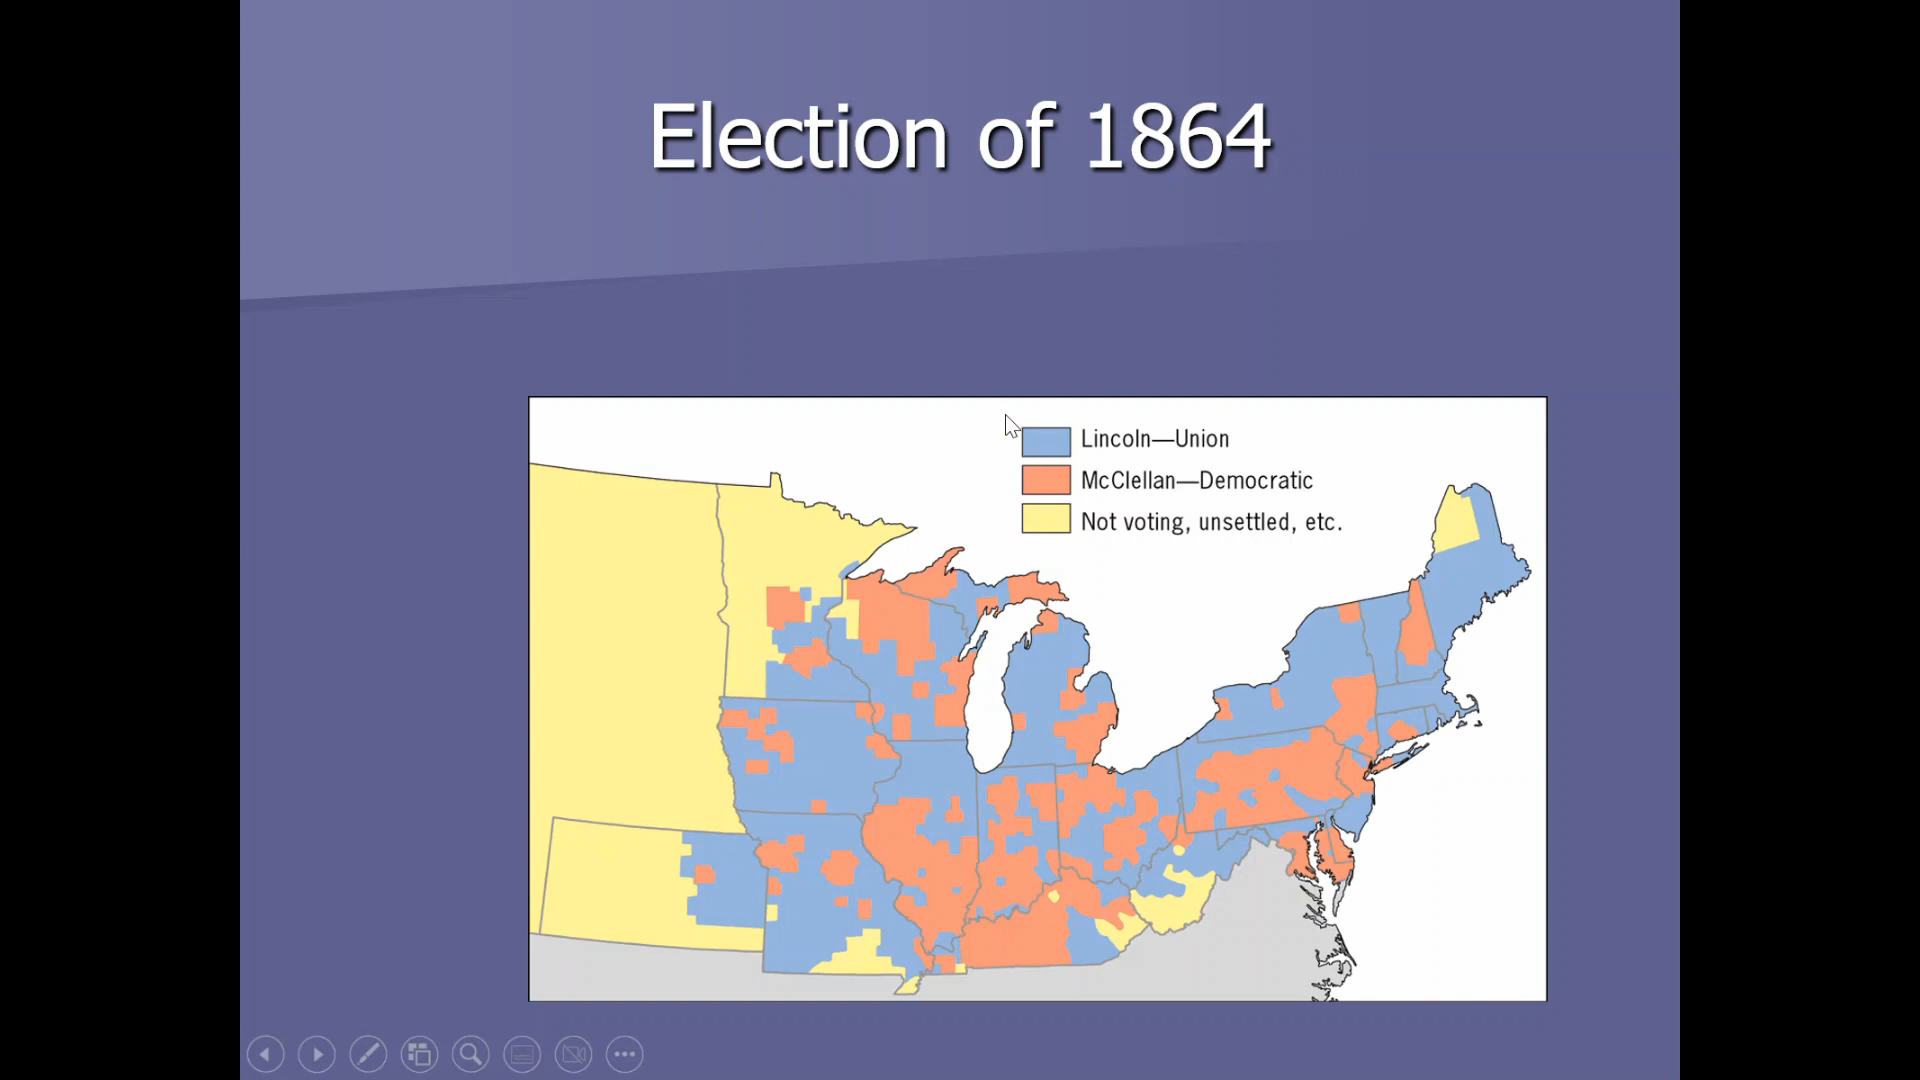 Election of 1864
Lincoln—Union
McClellan—Democratic
Not voting, unsettled, etc.